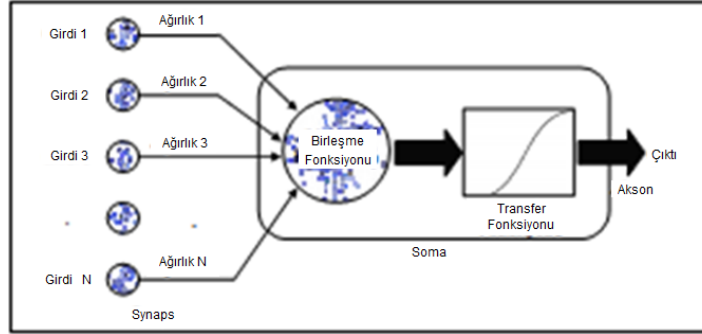 Girdi 1
Ağırlık 1
Girdi 2
Ağırlık 2
Girdi 3
Ağırlık 3
Girdi N
Ağırlık N
Synaps
Birleşme
Fonksiyonu
Transfer
Fonksiyonu
Soma
Çıktı
Akson